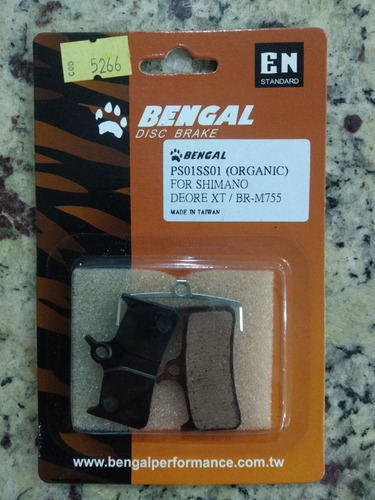 COD
5266
EN
STANDARD
BENGAL
DISC BRAKE
BENGAL
PS01SS01 (ORGANIC)
FOR SHIMANO
DEORE XT / BR-M755
MADE IN TAIWAN
www.bengalperformance.com.tw